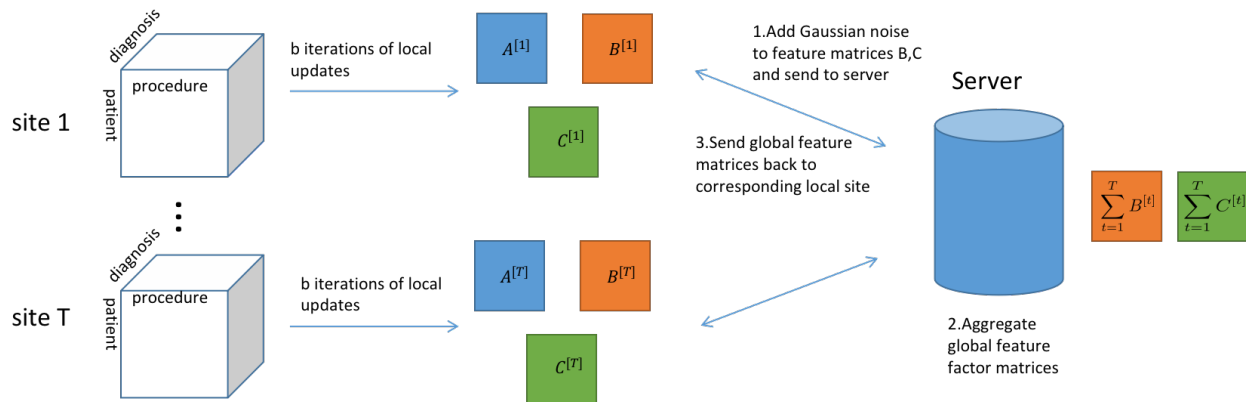 diagnosis
procedure
patient
site 1
b iterations of local
updates
A^{[1]}
B^{[1]}
C^{[1]}
1.Add Gaussian noise
to feature matrices B,C
and send to server
3.Send global feature
matrices back to
corresponding local site
Server
\sum_{t=1}^{T} B^{[t]}
\sum_{t=1}^{T} C^{[t]}
2.Aggregate
global feature
factor matrices
diagnosis
procedure
patient
site T
b iterations of local
updates
A^{[T]}
B^{[T]}
C^{[T]}